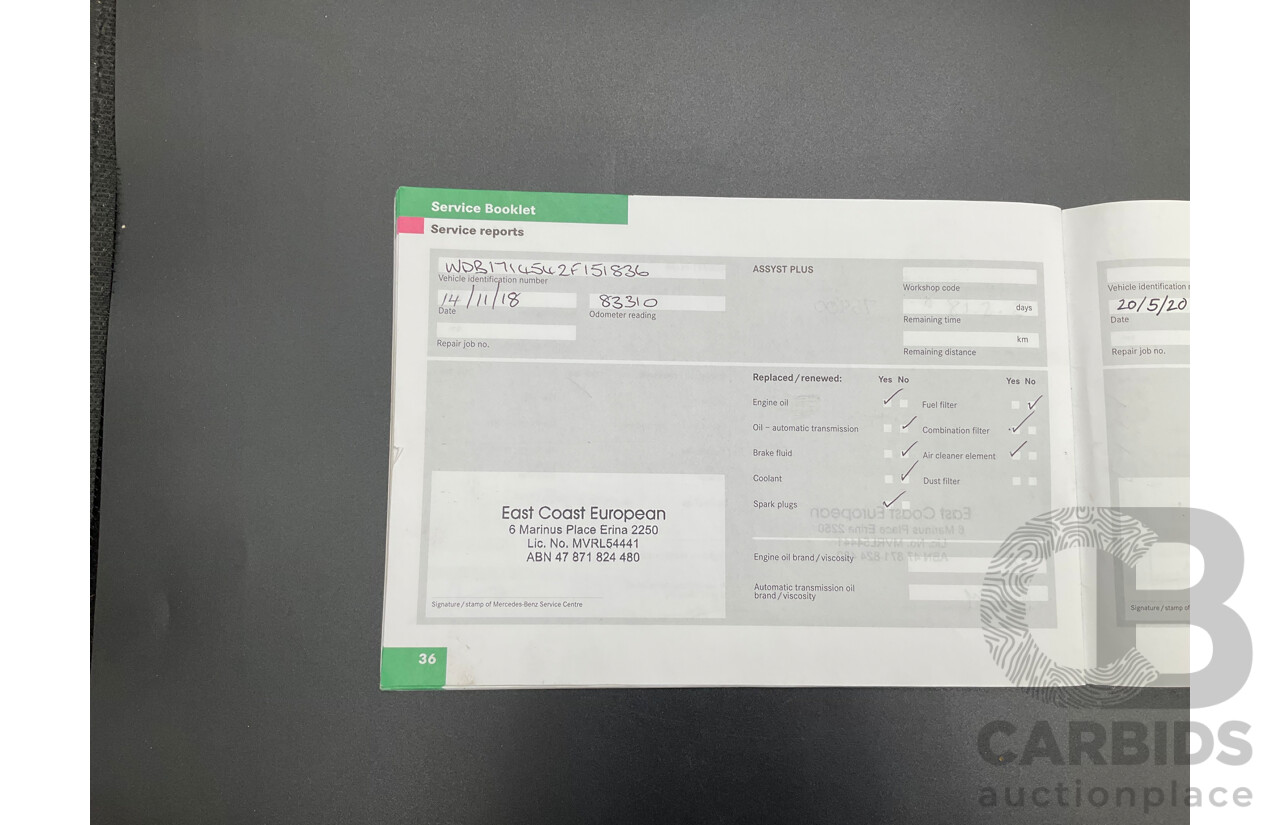 Service Booklet
Service reports
WDB1714542F151836
Vehicle identification number
14/11/18 83310
Date Odometer reading
Repair job no.
ASSYST PLUS
Workshop code
days
Remaining time
km
Remaining distance
Replaced/renewed: Yes No Yes No
Engine oil Fuel filter
Oil – automatic transmission Combination filter
Brake fluid Air cleaner element
Coolant Dust filter
Spark plugs
Engine oil brand/viscosity
Automatic transmission oil
brand/viscosity
East Coast European
6 Marinus Place Erina 2250
Lic. No. MVRL54441
ABN 47 871 824 480
Signature/stamp of Mercedes-Benz Service Centre
36
Vehicle identification
20/5/20
Date
Repair job no.
Signature/stamp of
CB
CARBIDS
auctionplace